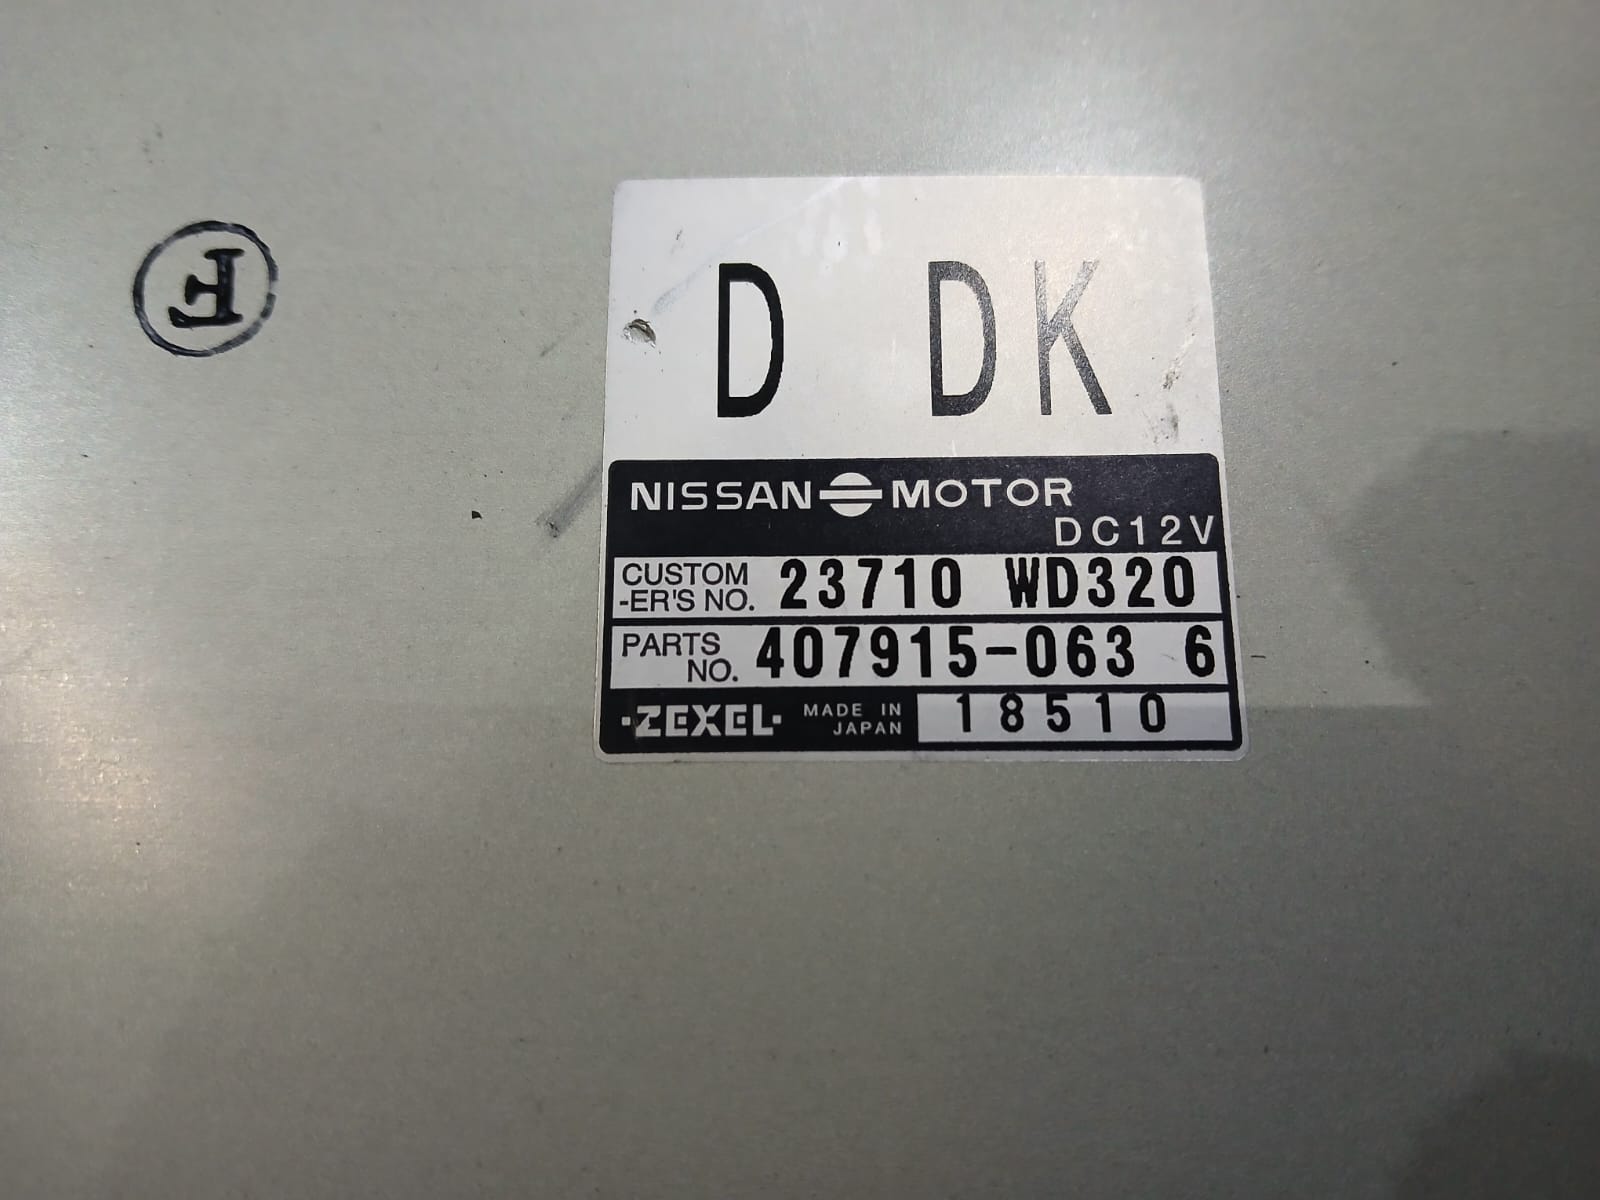 F
D DK
NISSAN MOTOR
DC12V
CUSTOM
-ER'S NO. 23710 WD320
PARTS
NO. 407915-063 6
·ZEXEL· MADE IN
JAPAN
18510